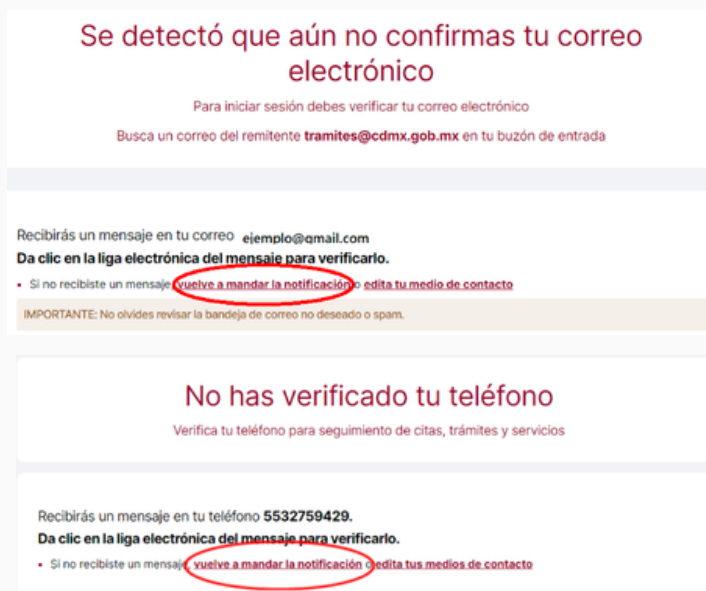 Se detectó que aún no confirmas tu correo
electrónico
Para iniciar sesión debes verificar tu correo electrónico
Busca un correo del remitente tramites@cdmx.gob.mx en tu buzón de entrada
Recibirás un mensaje en tu correo ejemplo@gmail.com
Da clic en la liga electrónica del mensaje para verificarlo.
• Si no recibiste un mensaje, vuelve a mandar la notificación o edita tu medio de contacto
IMPORTANTE: No olvides revisar la bandeja de correo no deseado o spam.
No has verificado tu teléfono
Verifica tu teléfono para seguimiento de citas, trámites y servicios
Recibirás un mensaje en tu teléfono 5532759429.
Da clic en la liga electrónica del mensaje para verificarlo.
• Si no recibiste un mensaje, vuelve a mandar la notificación o edita tus medios de contacto